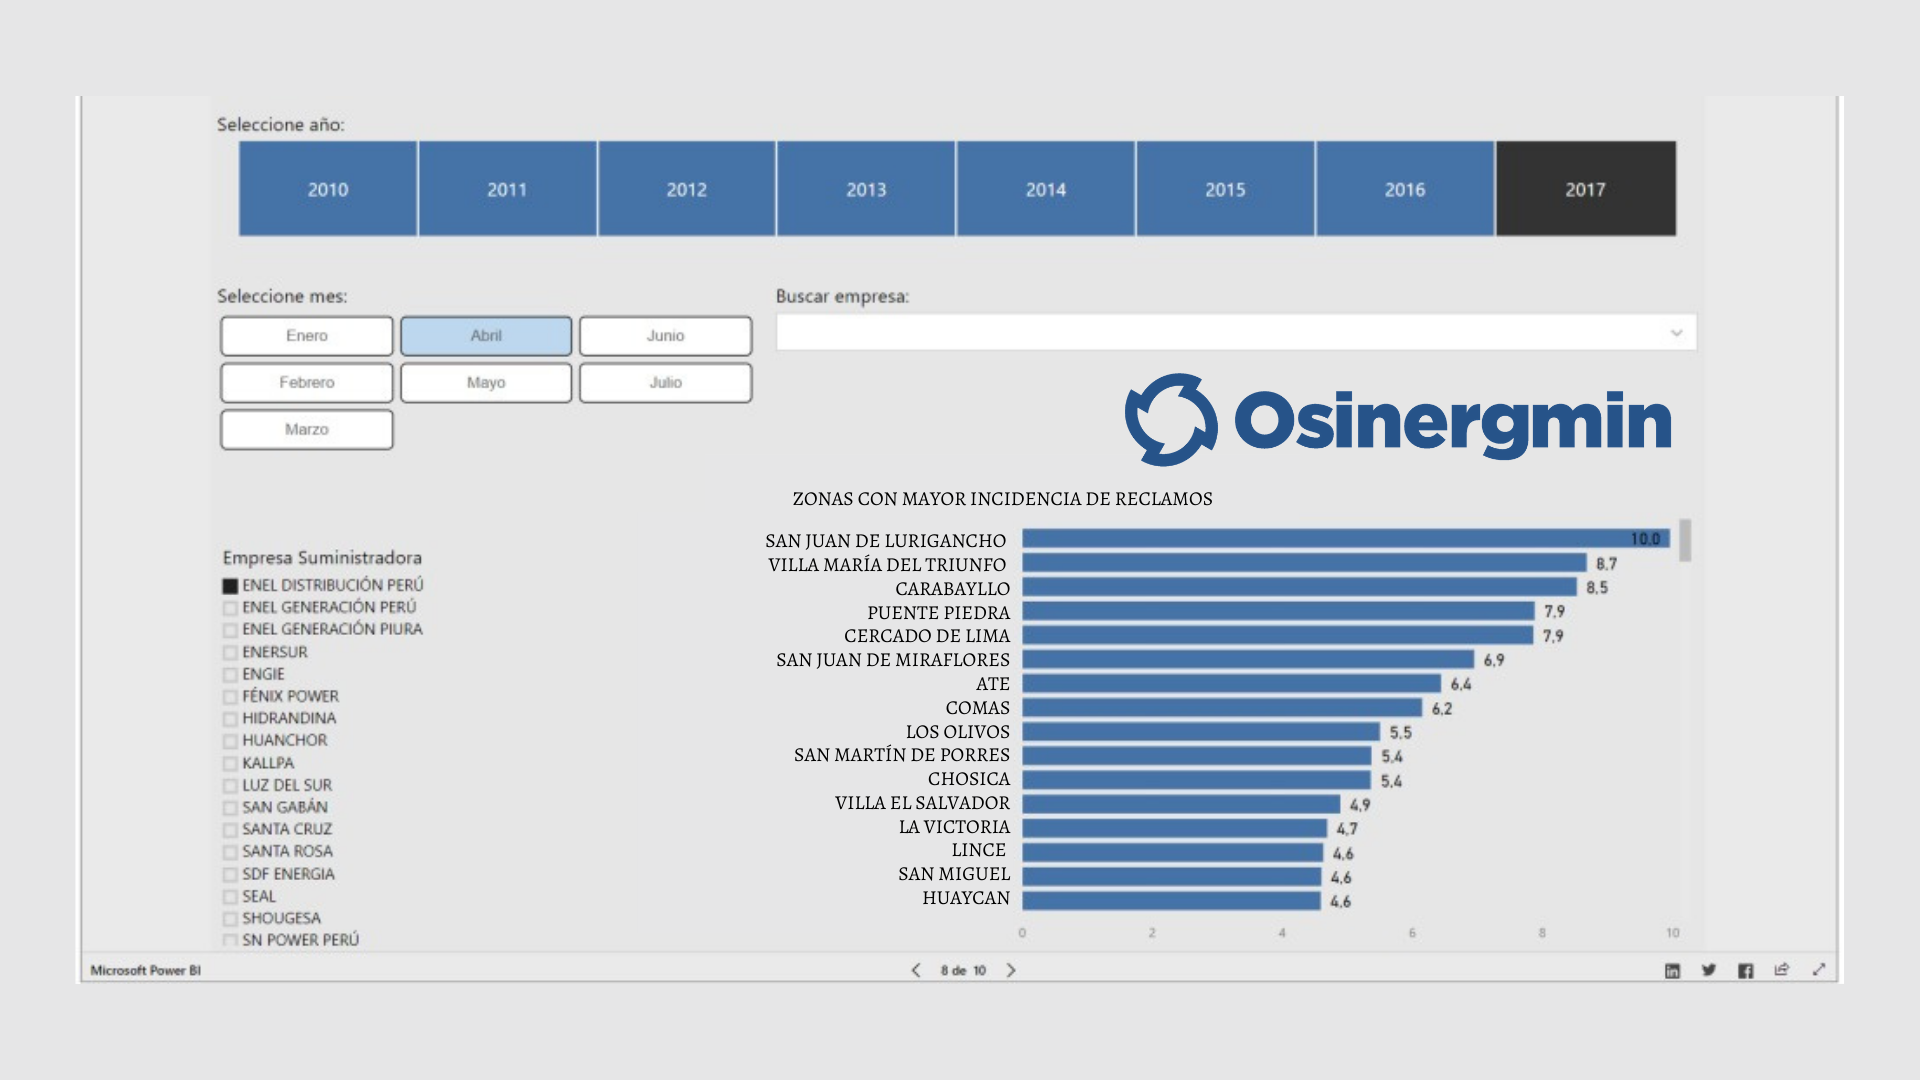 Seleccione año:
2010 2011 2012 2013 2014 2015 2016 2017
Seleccione mes:
Enero Abril Junio
Febrero Mayo Julio
Marzo
Buscar empresa:
Osinergmin
Empresa Suministradora
ENEL DISTRIBUCIÓN PERÚ
ENEL GENERACIÓN PERÚ
ENEL GENERACIÓN PIURA
ENERSUR
ENGIE
FÉNIX POWER
HIDRANDINA
HUANCHOR
KALLPA
LUZ DEL SUR
SAN GABÁN
SANTA CRUZ
SANTA ROSA
SDF ENERGIA
SEAL
SHOUGESA
SN POWER PERÚ
ZONAS CON MAYOR INCIDENCIA DE RECLAMOS
SAN JUAN DE LURIGANCHO 10,0
VILLA MARÍA DEL TRIUNFO 8,7
CARABAYLLO 8,5
PUENTE PIEDRA 7,9
CERCADO DE LIMA 7,9
SAN JUAN DE MIRAFLORES 6,9
ATE 6,4
COMAS 6,2
LOS OLIVOS 5,5
SAN MARTÍN DE PORRES 5,4
CHOSICA 5,4
VILLA EL SALVADOR 4,9
LA VICTORIA 4,7
LINCE 4,6
SAN MIGUEL 4,6
HUAYCAN 4,6
0 2 4 6 8 10
Microsoft Power BI
8 de 10